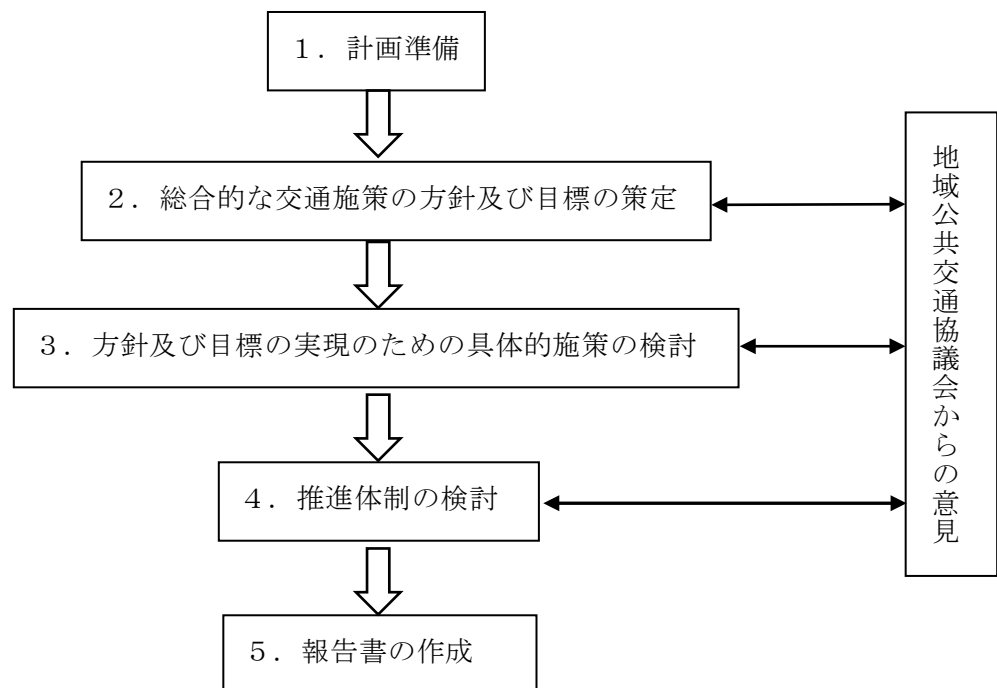 １．計画準備
２．総合的な交通施策の方針及び目標の策定
３．方針及び目標の実現のための具体的施策の検討
４．推進体制の検討
５．報告書の作成
地域公共交通協議会からの意見